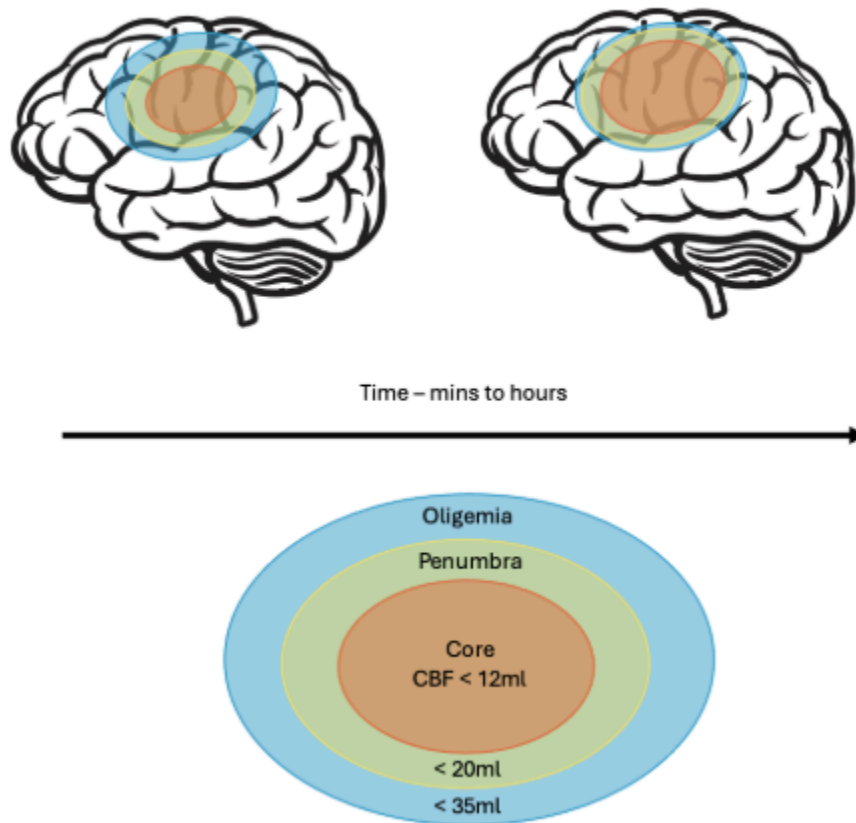 Time – mins to hours
Oligemia
Penumbra
Core
CBF < 12ml
< 20ml
< 35ml